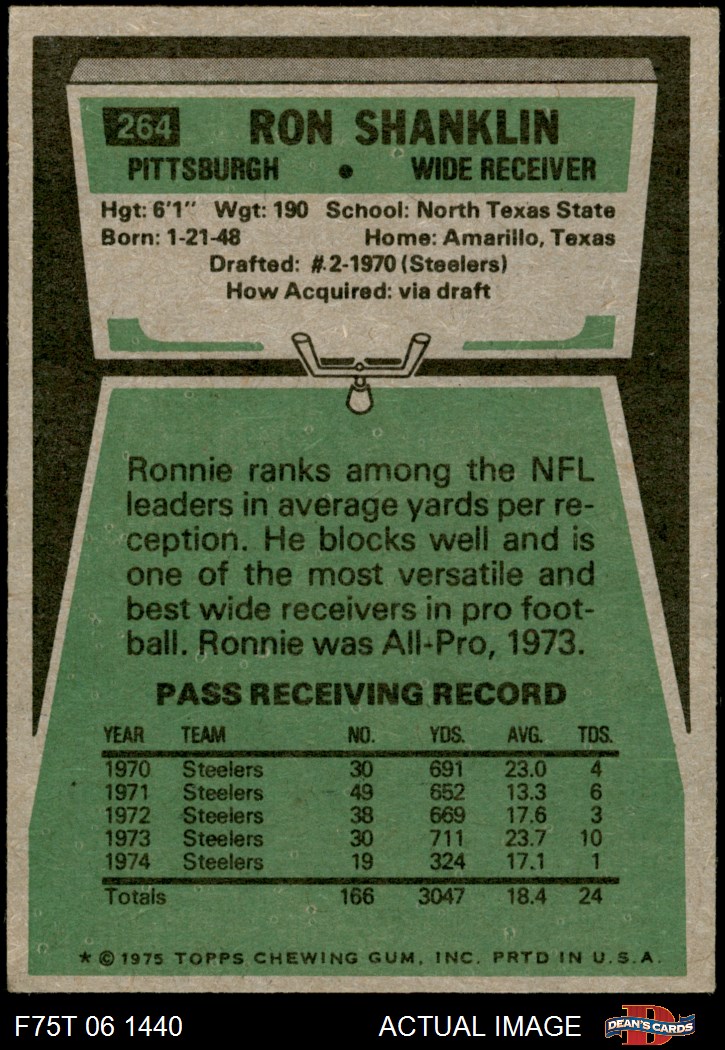 264 RON SHANKLIN
PITTSBURGH • WIDE RECEIVER
Hgt: 6'1" Wgt: 190 School: North Texas State
Born: 1-21-48 Home: Amarillo, Texas
Drafted: #2-1970 (Steelers)
How Acquired: via draft
Ronnie ranks among the NFL
leaders in average yards per re-
ception. He blocks well and is
one of the most versatile and
best wide receivers in pro foot-
ball. Ronnie was All-Pro, 1973.
PASS RECEIVING RECORD
YEAR TEAM NO. YDS. AVG. TDS.
1970 Steelers 30 691 23.0 4
1971 Steelers 49 652 13.3 6
1972 Steelers 38 669 17.6 3
1973 Steelers 30 711 23.7 10
1974 Steelers 19 324 17.1 1
Totals 166 3047 18.4 24
* © 1975 TOPPS CHEWING GUM, INC. PRTD IN U.S.A.
F75T 06 1440 ACTUAL IMAGE DEAN'S CARDS